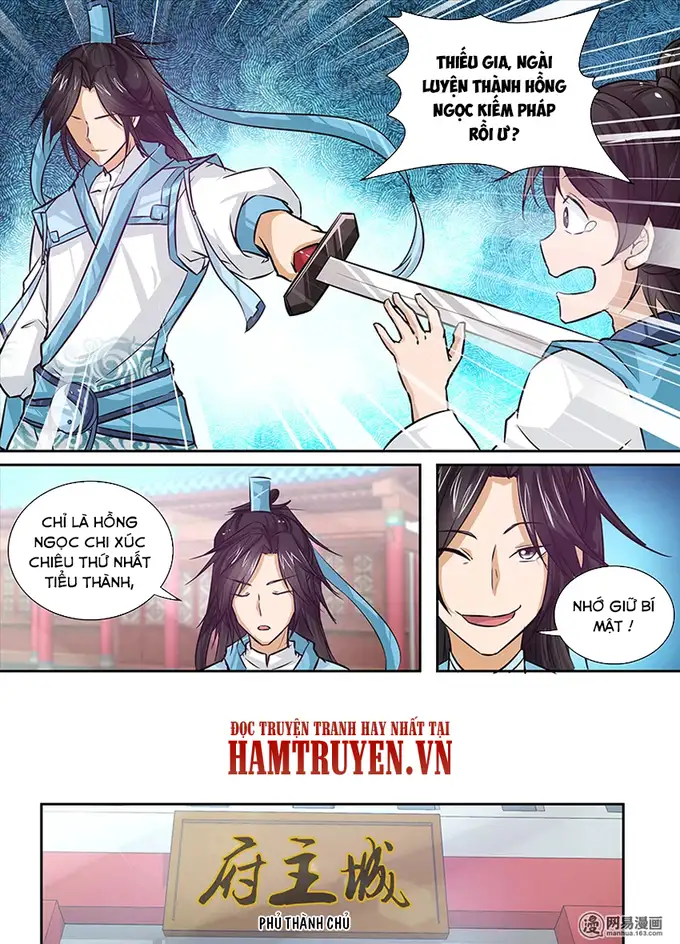 THIẾU GIA, NGÀI
LUYỆN THÀNH HỒNG
NGỌC KIẾM PHÁP
RỒI Ư?
CHỈ LÀ HỒNG
NGỌC CHI XÚC
CHIÊU THỨ NHẤT
TIỂU THÀNH,
NHỚ GIỮ BÍ
MẬT !
ĐỌC TRUYỆN TRANH HAY NHẤT TẠI
HAMTRUYEN.VN
府主城
PHỦ THÀNH CHỦ
漫 网易漫画
manhua.163.com